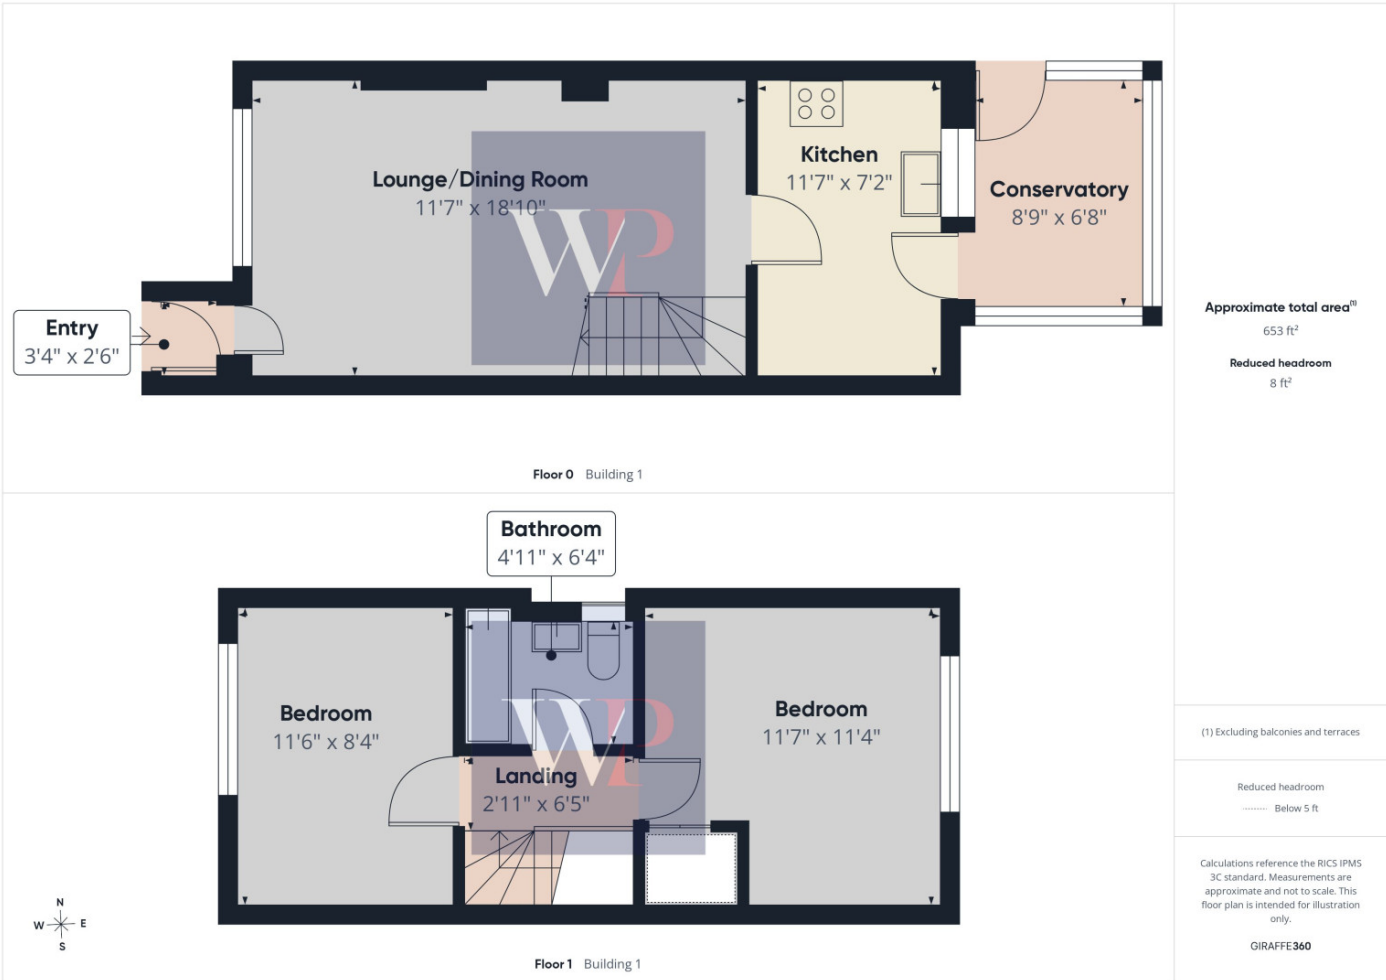 Lounge/Dining Room
11'7" x 18'10"
Kitchen
11'7" x 7'2"
Conservatory
8'9" x 6'8"
Entry
3'4" x 2'6"
WP
Floor 0 Building 1
Approximate total area(1)
653 ft²
Reduced headroom
8 ft²
Bathroom
4'11" x 6'4"
Bedroom
11'6" x 8'4"
Bedroom
11'7" x 11'4"
WP
Landing
2'11" x 6'5"
N
W E
S
Floor 1 Building 1
(1) Excluding balconies and terraces
Reduced headroom
Below 5 ft
Calculations reference the RICS IPMS
3C standard. Measurements are
approximate and not to scale. This
floor plan is intended for illustration
only.
GIRAFFE360